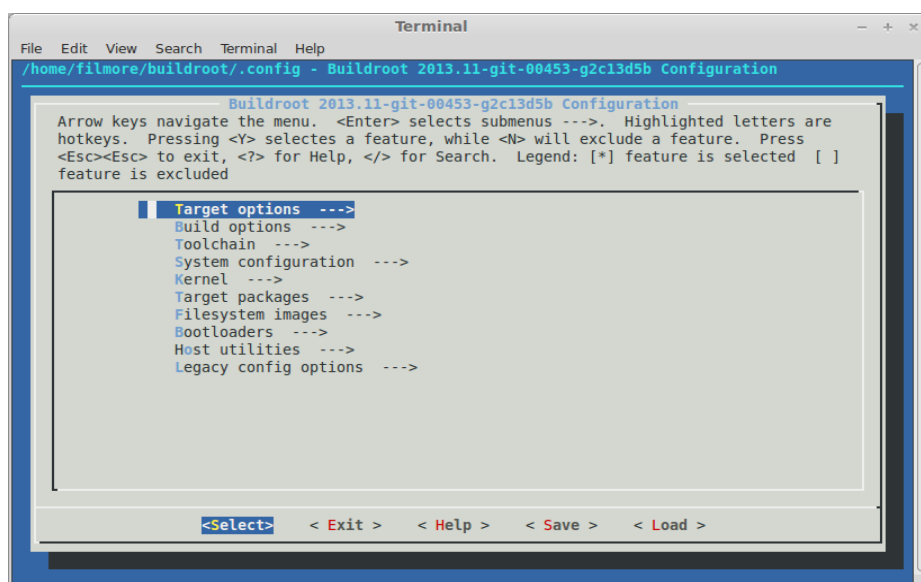 Terminal
File Edit View Search Terminal Help
/home/filmore/buildroot/.config - Buildroot 2013.11-git-00453-g2c13d5b Configuration
Buildroot 2013.11-git-00453-g2c13d5b Configuration
Arrow keys navigate the menu. <Enter> selects submenus --->. Highlighted letters are
hotkeys. Pressing <Y> selectes a feature, while <N> will exclude a feature. Press
<Esc><Esc> to exit, <?> for Help, </> for Search. Legend: [*] feature is selected [ ]
feature is excluded
Target options --->
Build options --->
Toolchain --->
System configuration --->
Kernel --->
Target packages --->
Filesystem images --->
Bootloaders --->
Host utilities --->
Legacy config options --->
<Select> < Exit > < Help > < Save > < Load >